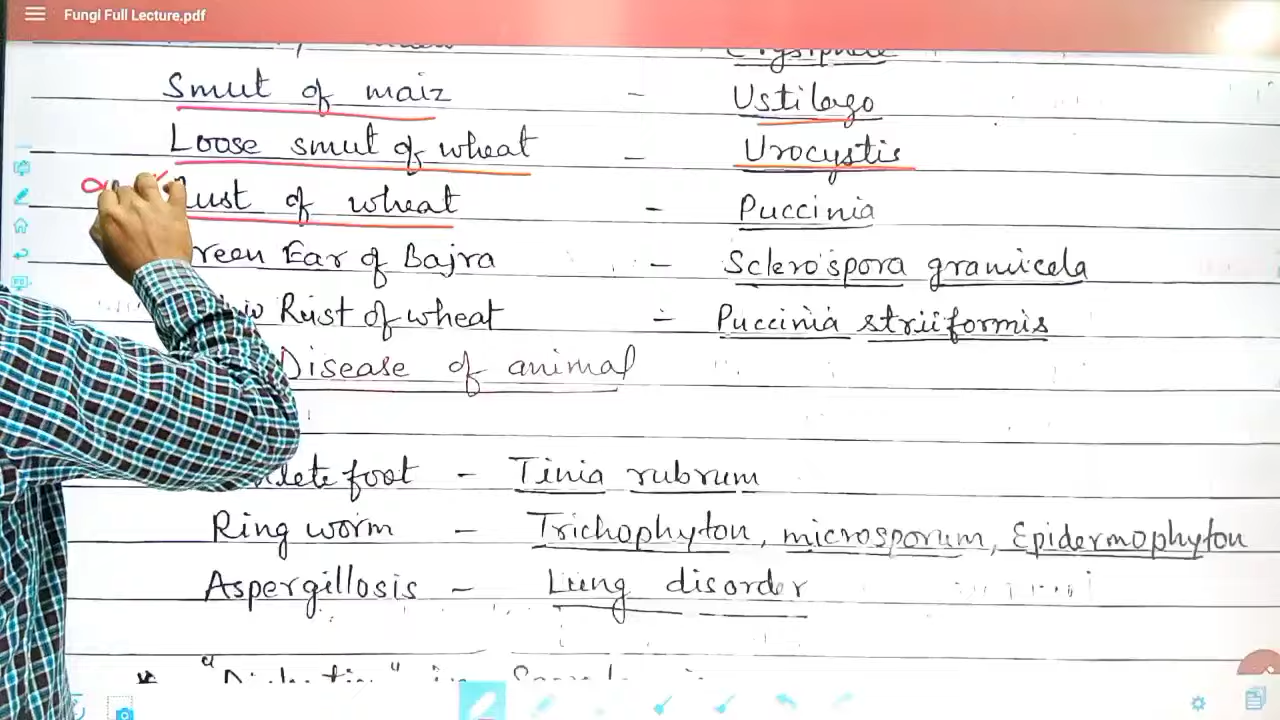 Fungi Full Lecture.pdf
Smut of maiz - Ustilago
Loose smut of wheat - Urocystis
Rust of wheat - Puccinia
reen Ear of Bajra - Sclerospora gramicola
Rust of wheat - Puccinia striiformis
Disease of animal
foot - Tinia rubrum
Ring worm - Trichophyton, microsporum, Epidermophyton
Aspergillosis - Lung disorder